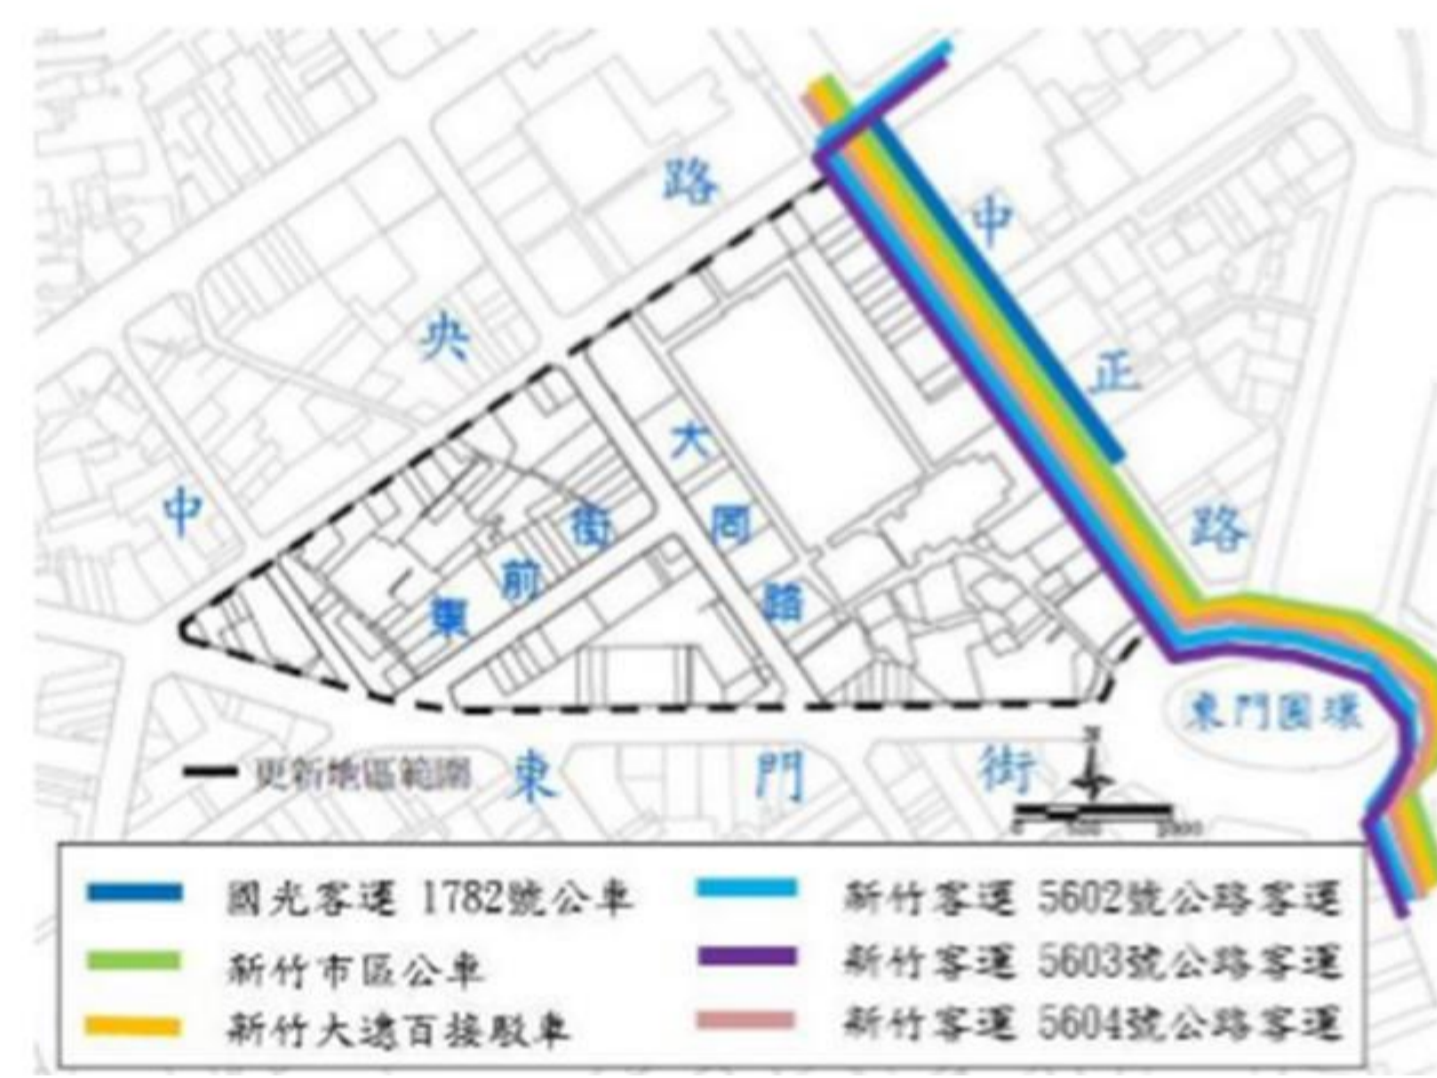 中央路
中正路
大同路
東前街
東門圓環
東門街
更新地區範圍
N
0 500 1000
國光客運 1782號公車
新竹市區公車
新竹大遠百接駁車
新竹客運 5602號公路客運
新竹客運 5603號公路客運
新竹客運 5604號公路客運